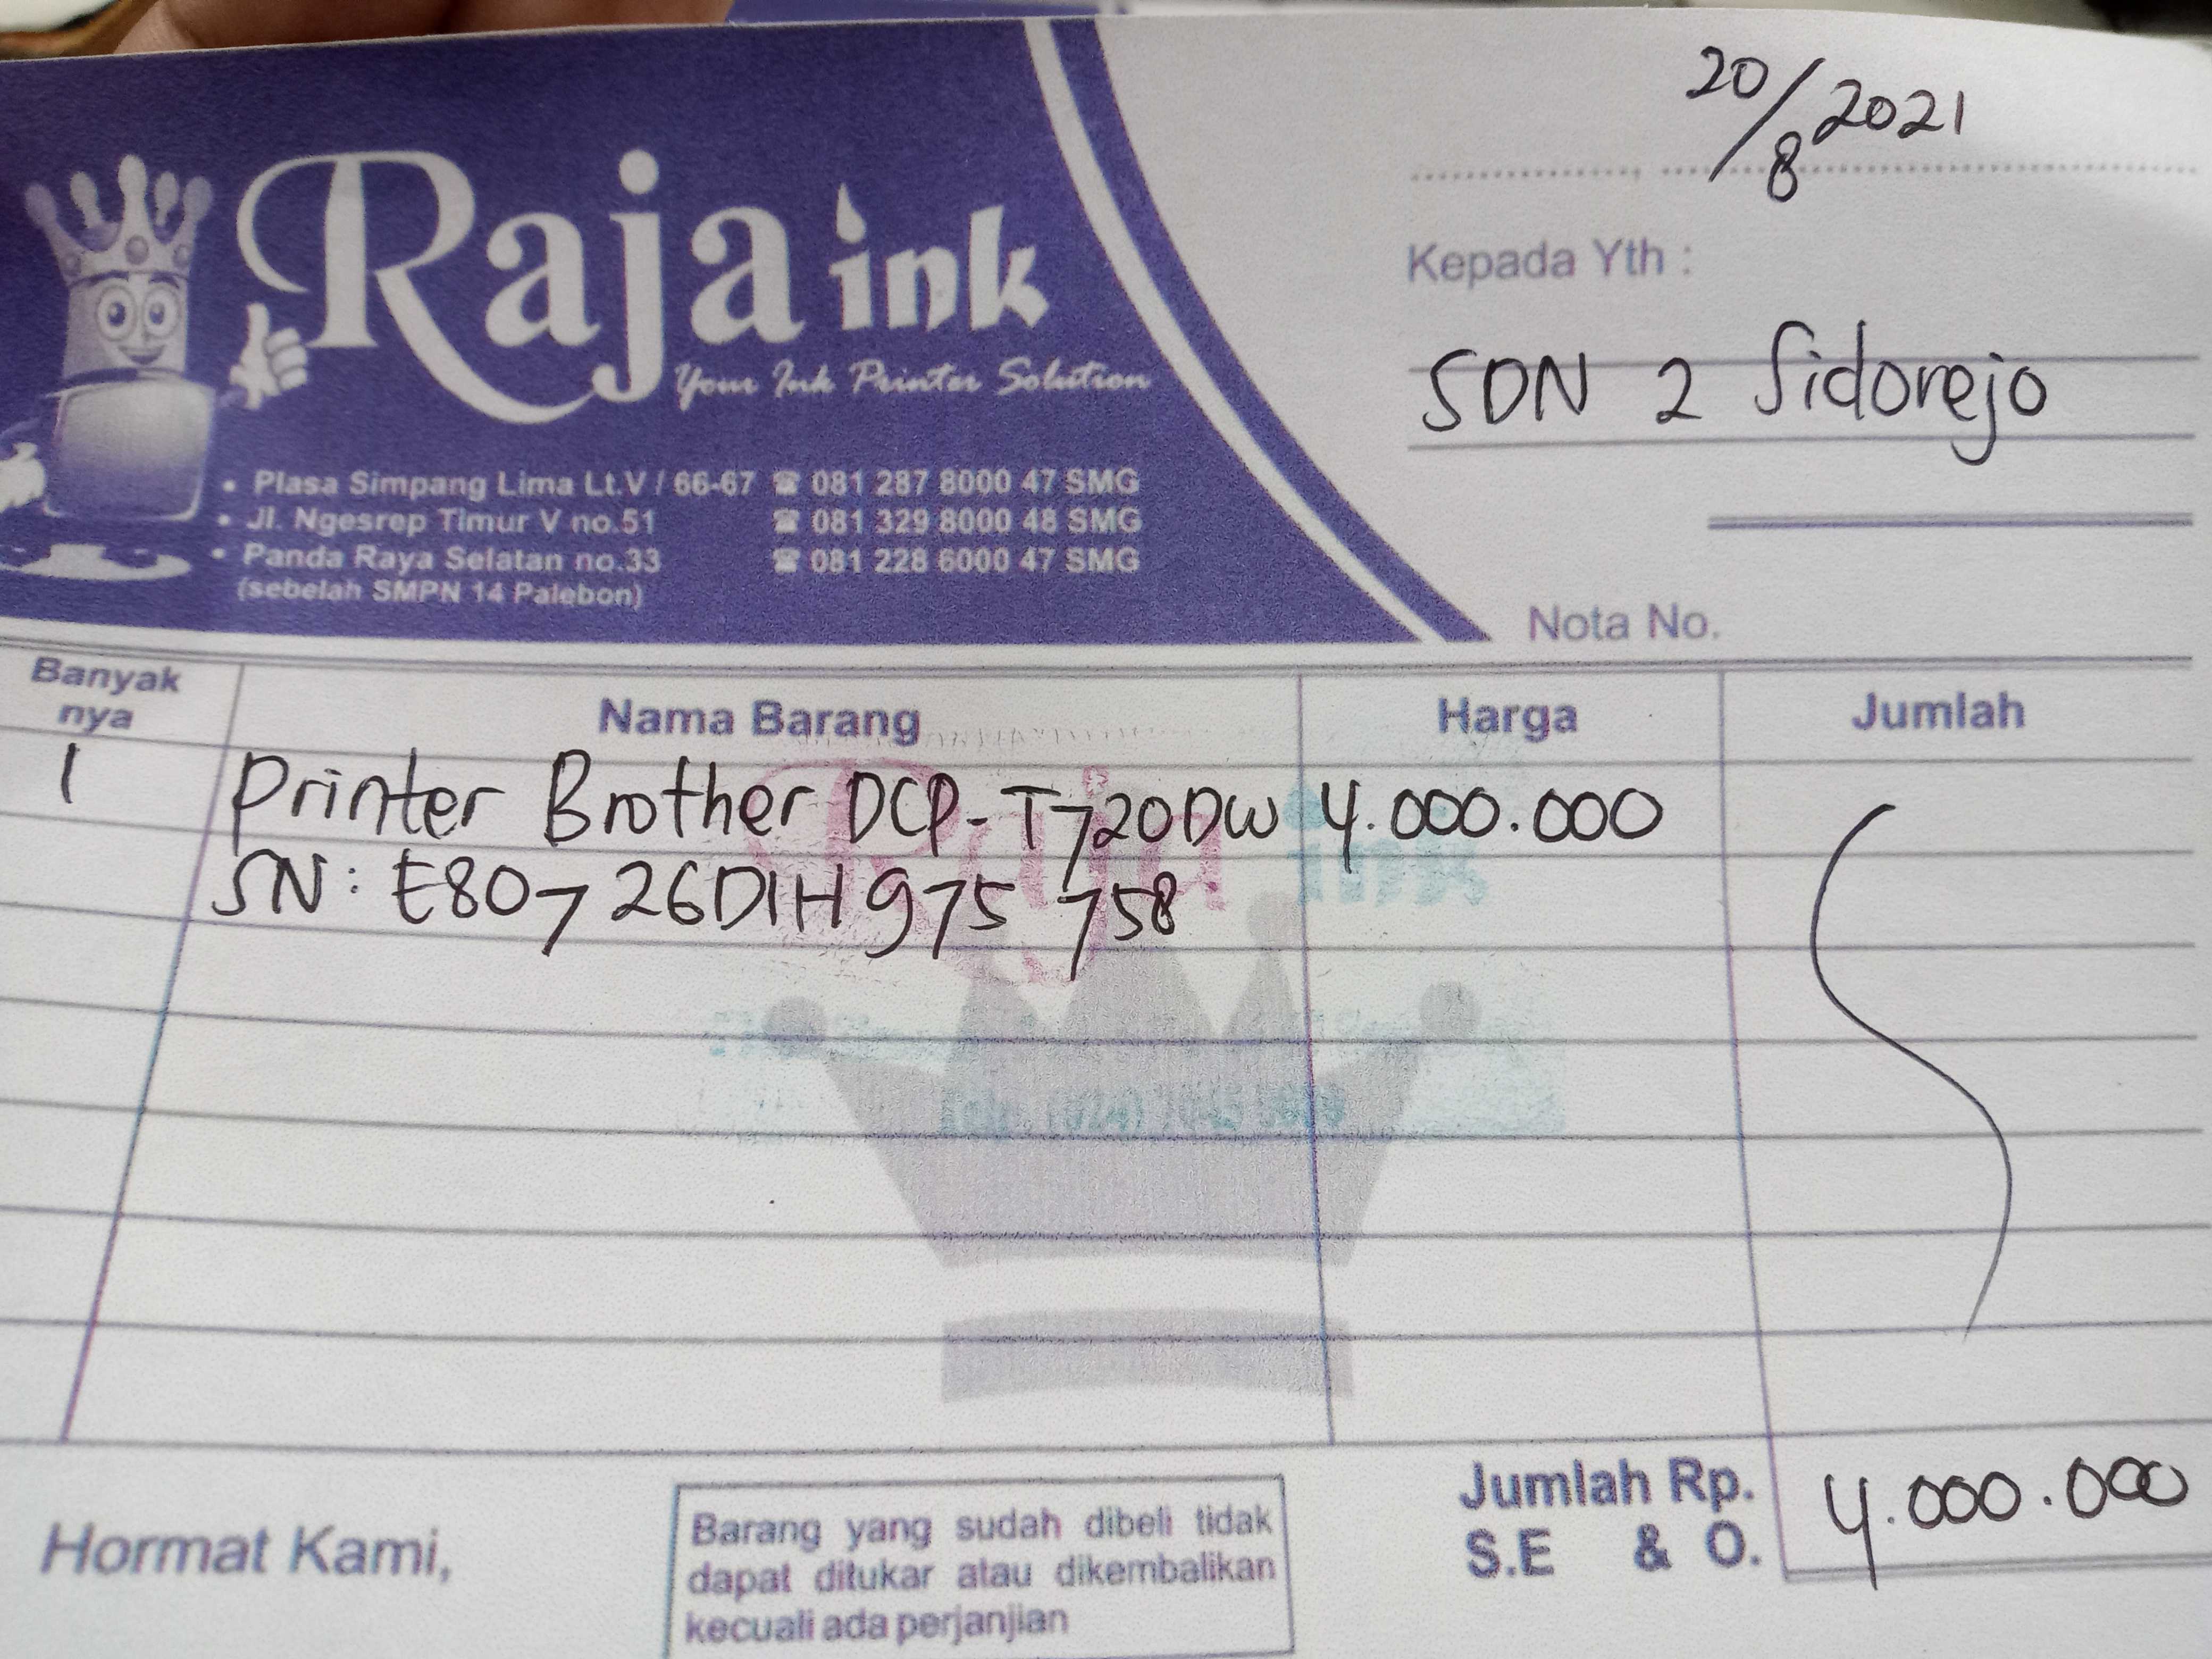 20/8 2021
Raja ink
Your Ink Printer Solution
Kepada Yth :
SDN 2 Sidorejo
• Plasa Simpang Lima Lt.V / 66-67 ☎ 081 287 8000 47 SMG
• Jl. Ngesrep Timur V no.51 ☎ 081 329 8000 48 SMG
• Panda Raya Selatan no.33 ☎ 081 228 6000 47 SMG
(sebelah SMPN 14 Palebon)
Nota No.
Banyak nya Nama Barang Harga Jumlah
1 Printer Brother DCP-T720DW 4.000.000
SN: E80726D1H975758
Raja ink
Jumlah Rp. 4.000.000
S.E & O.
Hormat Kami,
Barang yang sudah dibeli tidak
dapat ditukar atau dikembalikan
kecuali ada perjanjian